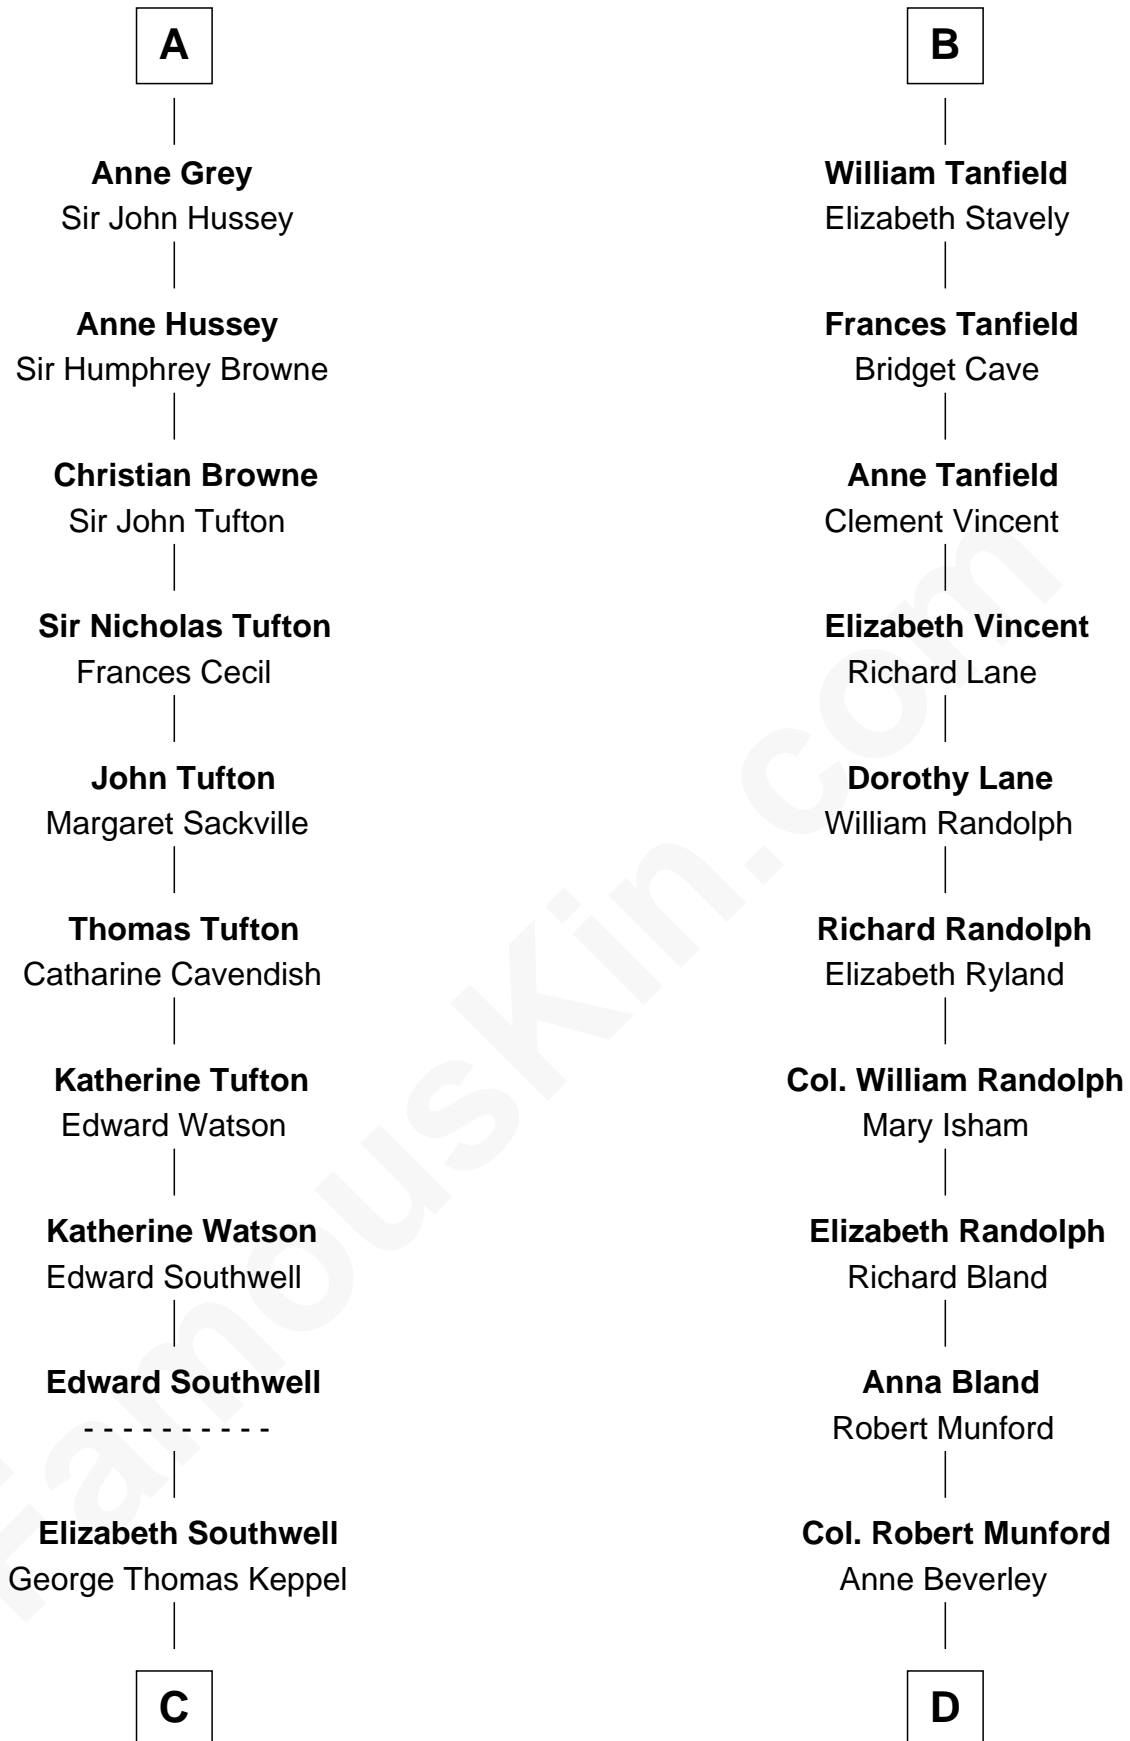 A
Anne Grey
Sir John Hussey
Anne Hussey
Sir Humphrey Browne
Christian Browne
Sir John Tufton
Sir Nicholas Tufton
Frances Cecil
John Tufton
Margaret Sackville
Thomas Tufton
Catharine Cavendish
Katherine Tufton
Edward Watson
Katherine Watson
Edward Southwell
Edward Southwell
- - - - - - - - - -
Elizabeth Southwell
George Thomas Keppel
C
B
William Tanfield
Elizabeth Stavely
Frances Tanfield
Bridget Cave
Anne Tanfield
Clement Vincent
Elizabeth Vincent
Richard Lane
Dorothy Lane
William Randolph
Richard Randolph
Elizabeth Ryland
Col. William Randolph
Mary Isham
Elizabeth Randolph
Richard Bland
Anna Bland
Robert Munford
Col. Robert Munford
Anne Beverley
D
FamousKin.com